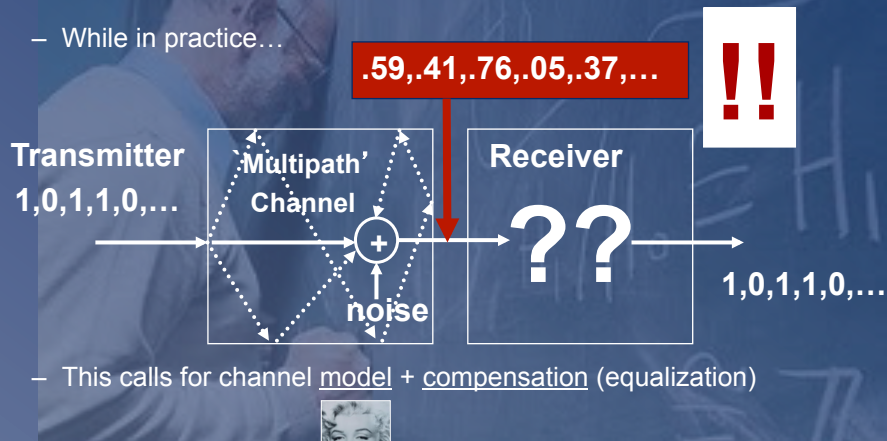 – While in practice…
.59,.41,.76,.05,.37,…
!!
Transmitter
1,0,1,1,0,…
`Multipath’
Channel
+
noise
Receiver
??
1,0,1,1,0,…
– This calls for channel model + compensation (equalization)